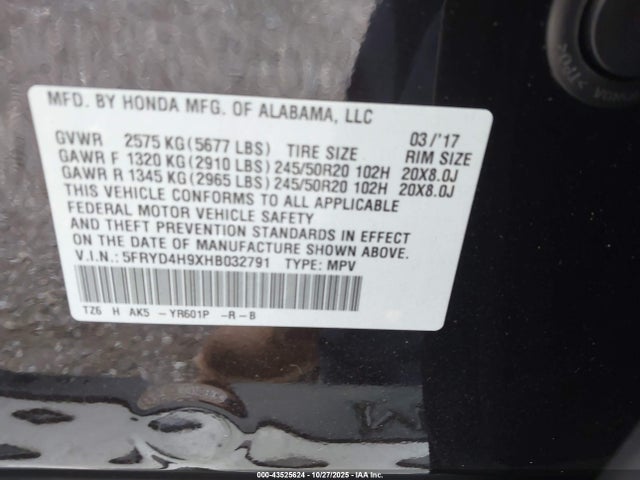 MFD. BY HONDA MFG. OF ALABAMA, LLC
GVWR 2575 KG(5677 LBS) TIRE SIZE 03/'17 RIM SIZE
GAWR F 1320 KG(2910 LBS)245/50R20 102H 20X8.0J
GAWR R 1345 KG(2965 LBS)245/50R20 102H 20X8.0J
THIS VEHICLE CONFORMS TO ALL APPLICABLE
FEDERAL MOTOR VEHICLE SAFETY
AND THEFT PREVENTION STANDARDS IN EFFECT
ON THE DATE OF MANUFACTURE SHOWN ABOVE.
V.I.N.: 5FRYD4H9XHB032791 TYPE: MPV
TZ6 H AK5 -YR601P -R-B
HONDA >POK
000-43525624 - 10/27/2025 - IAA Inc.